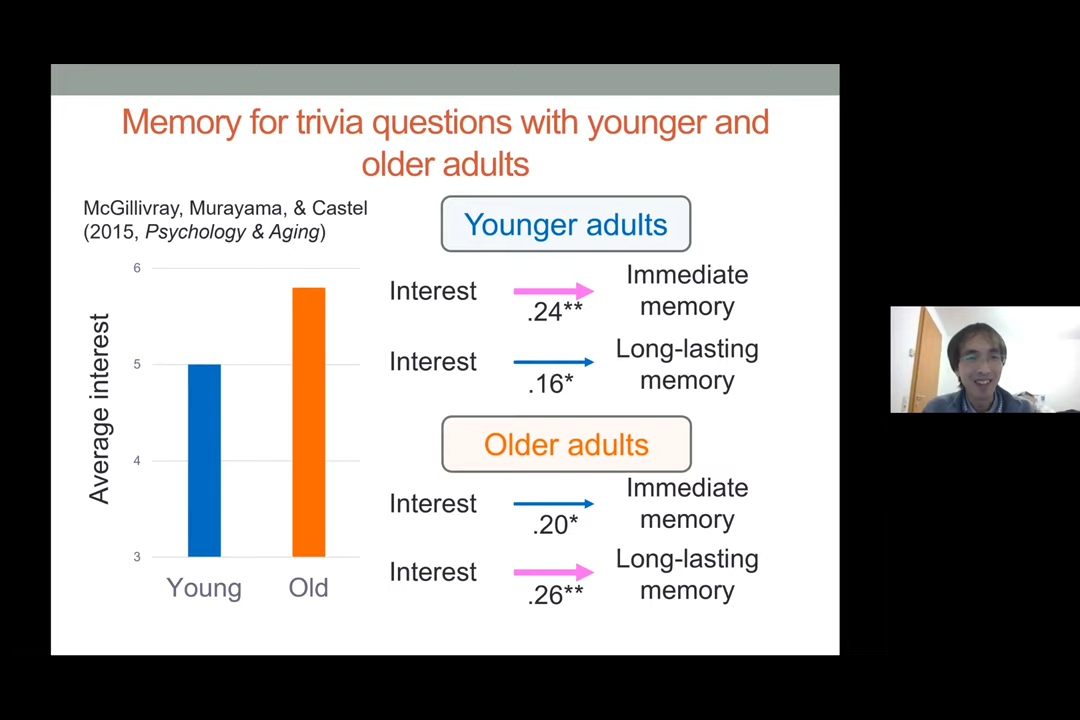 Memory for trivia questions with younger and
older adults
McGillivray, Murayama, & Castel
(2015, Psychology & Aging)
6
5
4
3
Average interest
Young
Old
Younger adults
Interest
.24**
Immediate
memory
Interest
.16*
Long-lasting
memory
Older adults
Interest
.20*
Immediate
memory
Interest
.26**
Long-lasting
memory